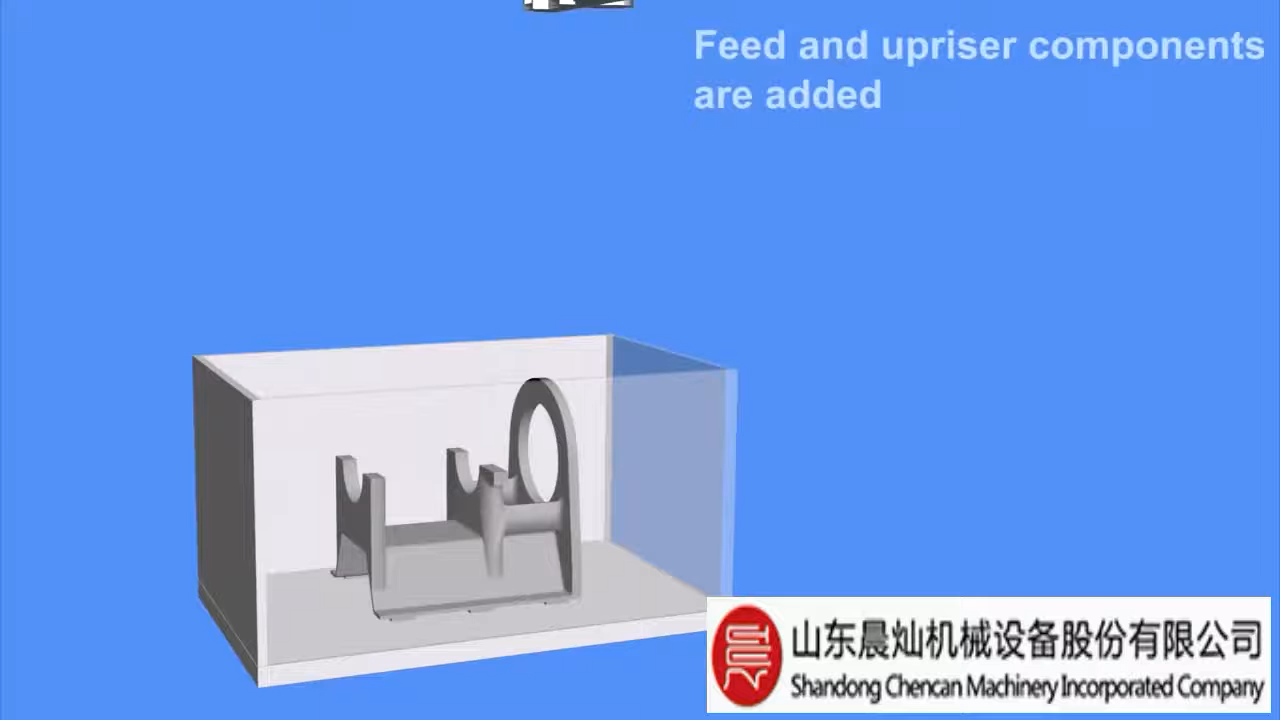 Feed and upriser components
are added
山东晨灿机械设备股份有限公司
Shandong Chencan Machinery Incorporated Company